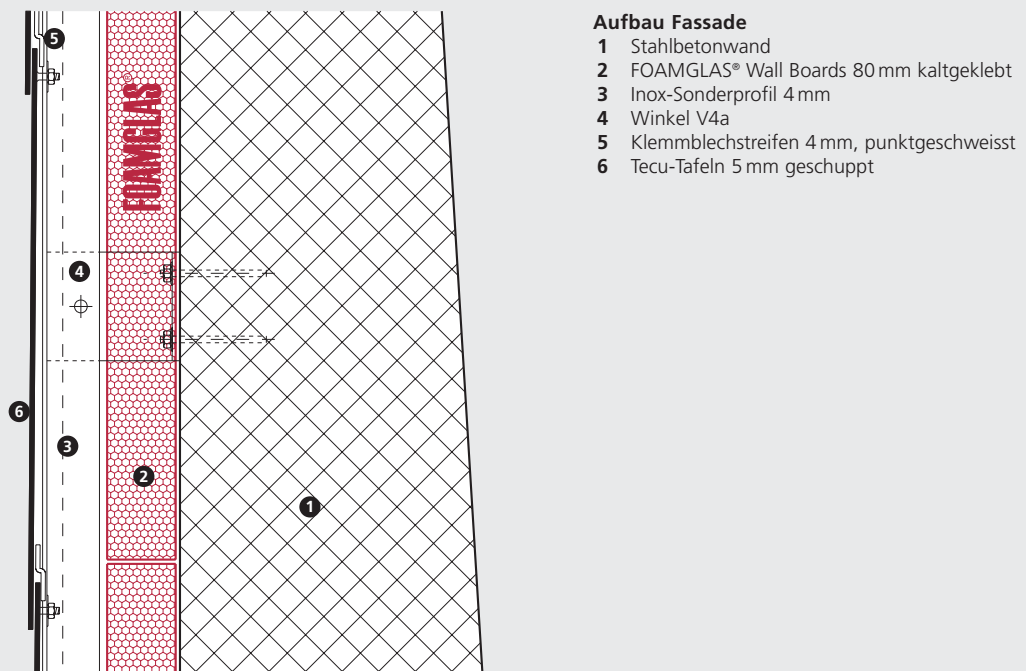 Aufbau Fassade
1 Stahlbetonwand
2 FOAMGLAS® Wall Boards 80 mm kaltgeklebt
3 Inox-Sonderprofil 4 mm
4 Winkel V4a
5 Klemmblechstreifen 4 mm, punktgeschweisst
6 Tecu-Tafeln 5 mm geschuppt
5
FOAMGLAS®
4
6
3
2
1